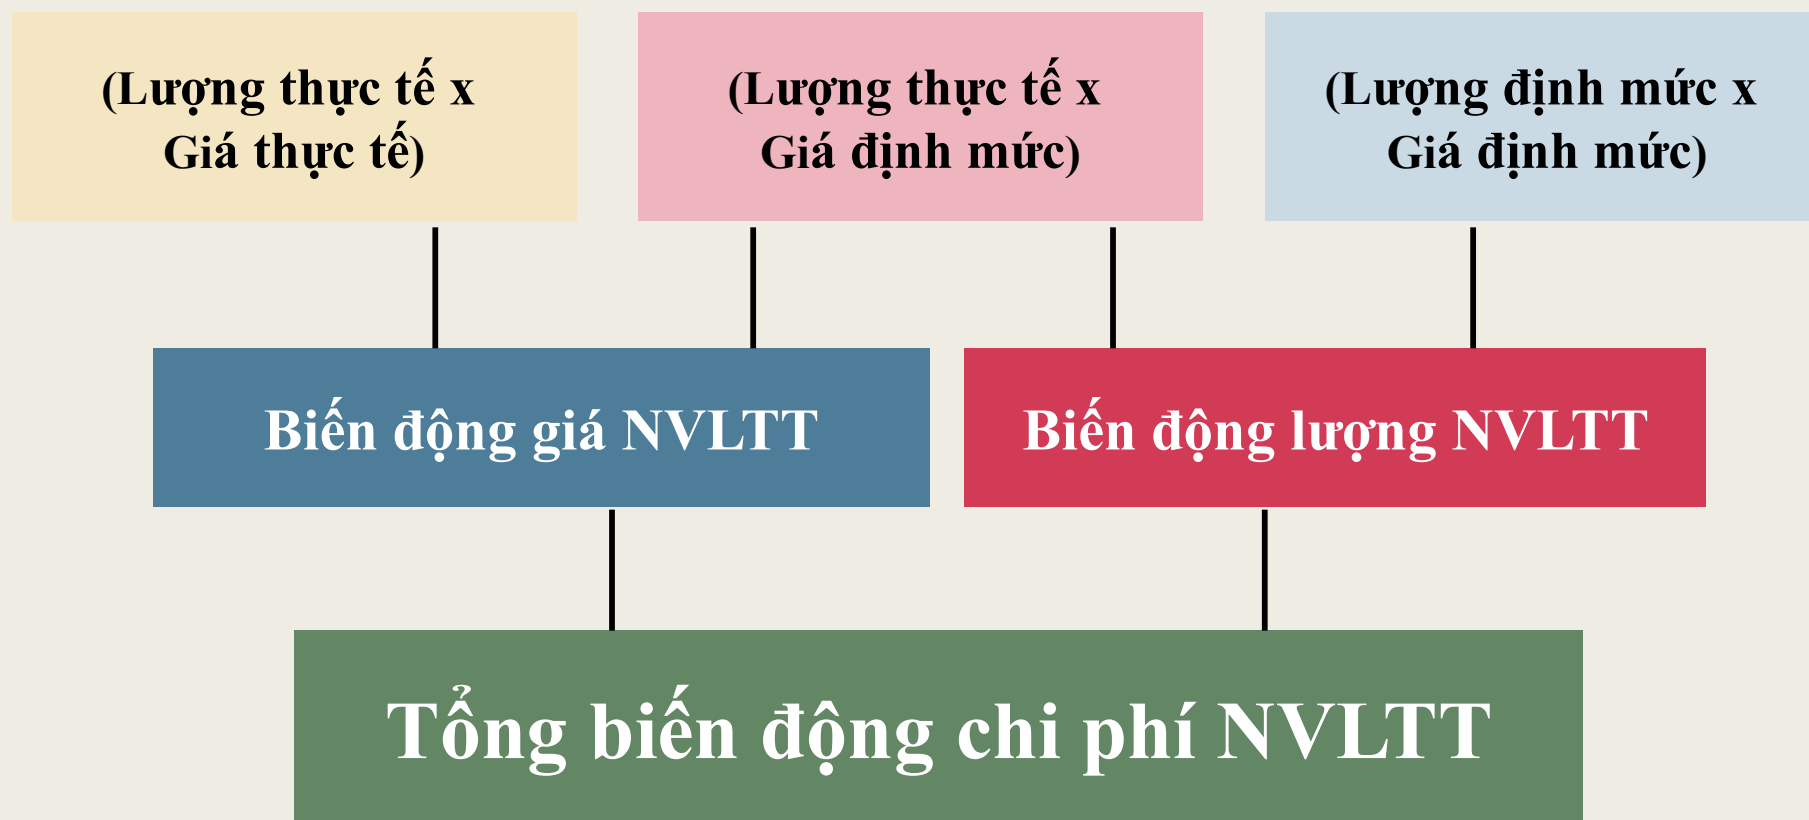 (Lượng thực tế x
Giá thực tế)
(Lượng thực tế x
Giá định mức)
(Lượng định mức x
Giá định mức)
Biến động giá NVLTT
Biến động lượng NVLTT
Tổng biến động chi phí NVLTT